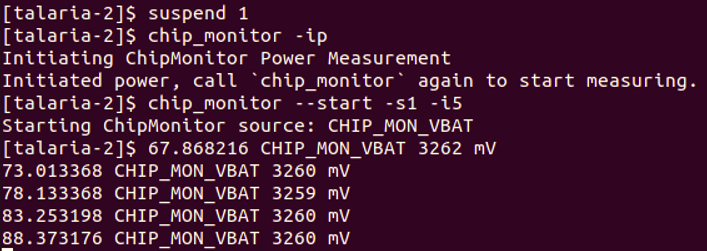 [talaria-2]$ suspend 1
[talaria-2]$ chip_monitor -ip
Initiating ChipMonitor Power Measurement
Initiated power, call `chip_monitor` again to start measuring.
[talaria-2]$ chip_monitor --start -s1 -i5
Starting ChipMonitor source: CHIP_MON_VBAT
[talaria-2]$ 67.868216 CHIP_MON_VBAT 3262 mV
73.013368 CHIP_MON_VBAT 3260 mV
78.133368 CHIP_MON_VBAT 3259 mV
83.253198 CHIP_MON_VBAT 3260 mV
88.373176 CHIP_MON_VBAT 3260 mV